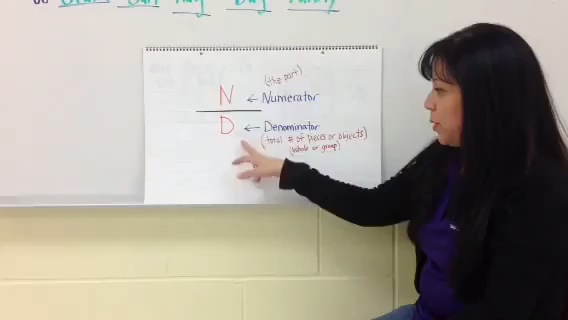 (the part)
N ← Numerator
D ← Denominator
(total # of pieces or objects)
(whole or group)